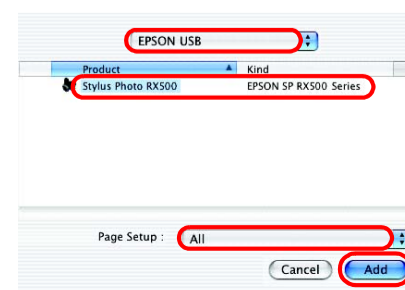 EPSON USB
Product Kind
Stylus Photo RX500 EPSON SP RX500 Series
Page Setup : All
Cancel Add